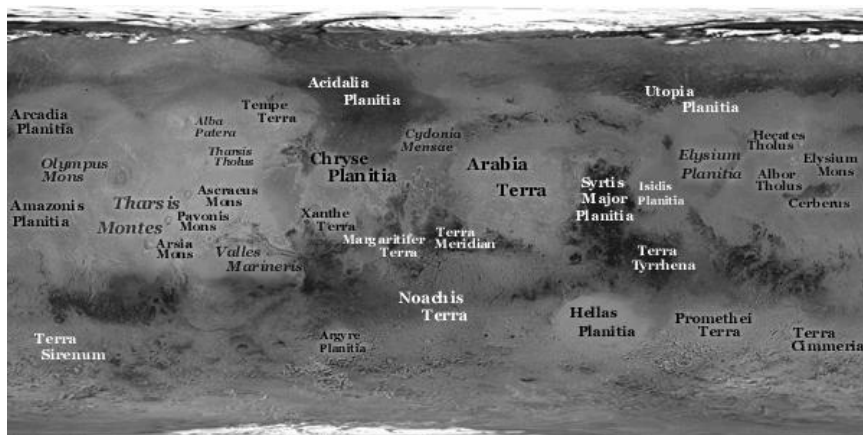 Acidalia
Planitia
Utopia
Planitia
Arcadia
Planitia
Tempe
Terra
Alba
Patera
Cydonia
Mensae
Hecates
Tholus
Olympus
Mons
Tharsis
Tholus
Chryse
Planitia
Arabia
Terra
Elysium
Planitia
Elysium
Mons
Albor
Tholus
Ascraeus
Mons
Syrtis
Major
Planitia
Isidis
Planitia
Cerberus
Amazonis
Planitia
Tharsis
Montes
Pavonis
Mons
Xanthe
Terra
Arsia
Mons
Valles
Marineris
Margaritifer
Terra
Terra
Meridian
Terra
Tyrrhena
Noachis
Terra
Hellas
Planitia
Promethei
Terra
Terra
Cimmeria
Terra
Sirenum
Argyre
Planitia